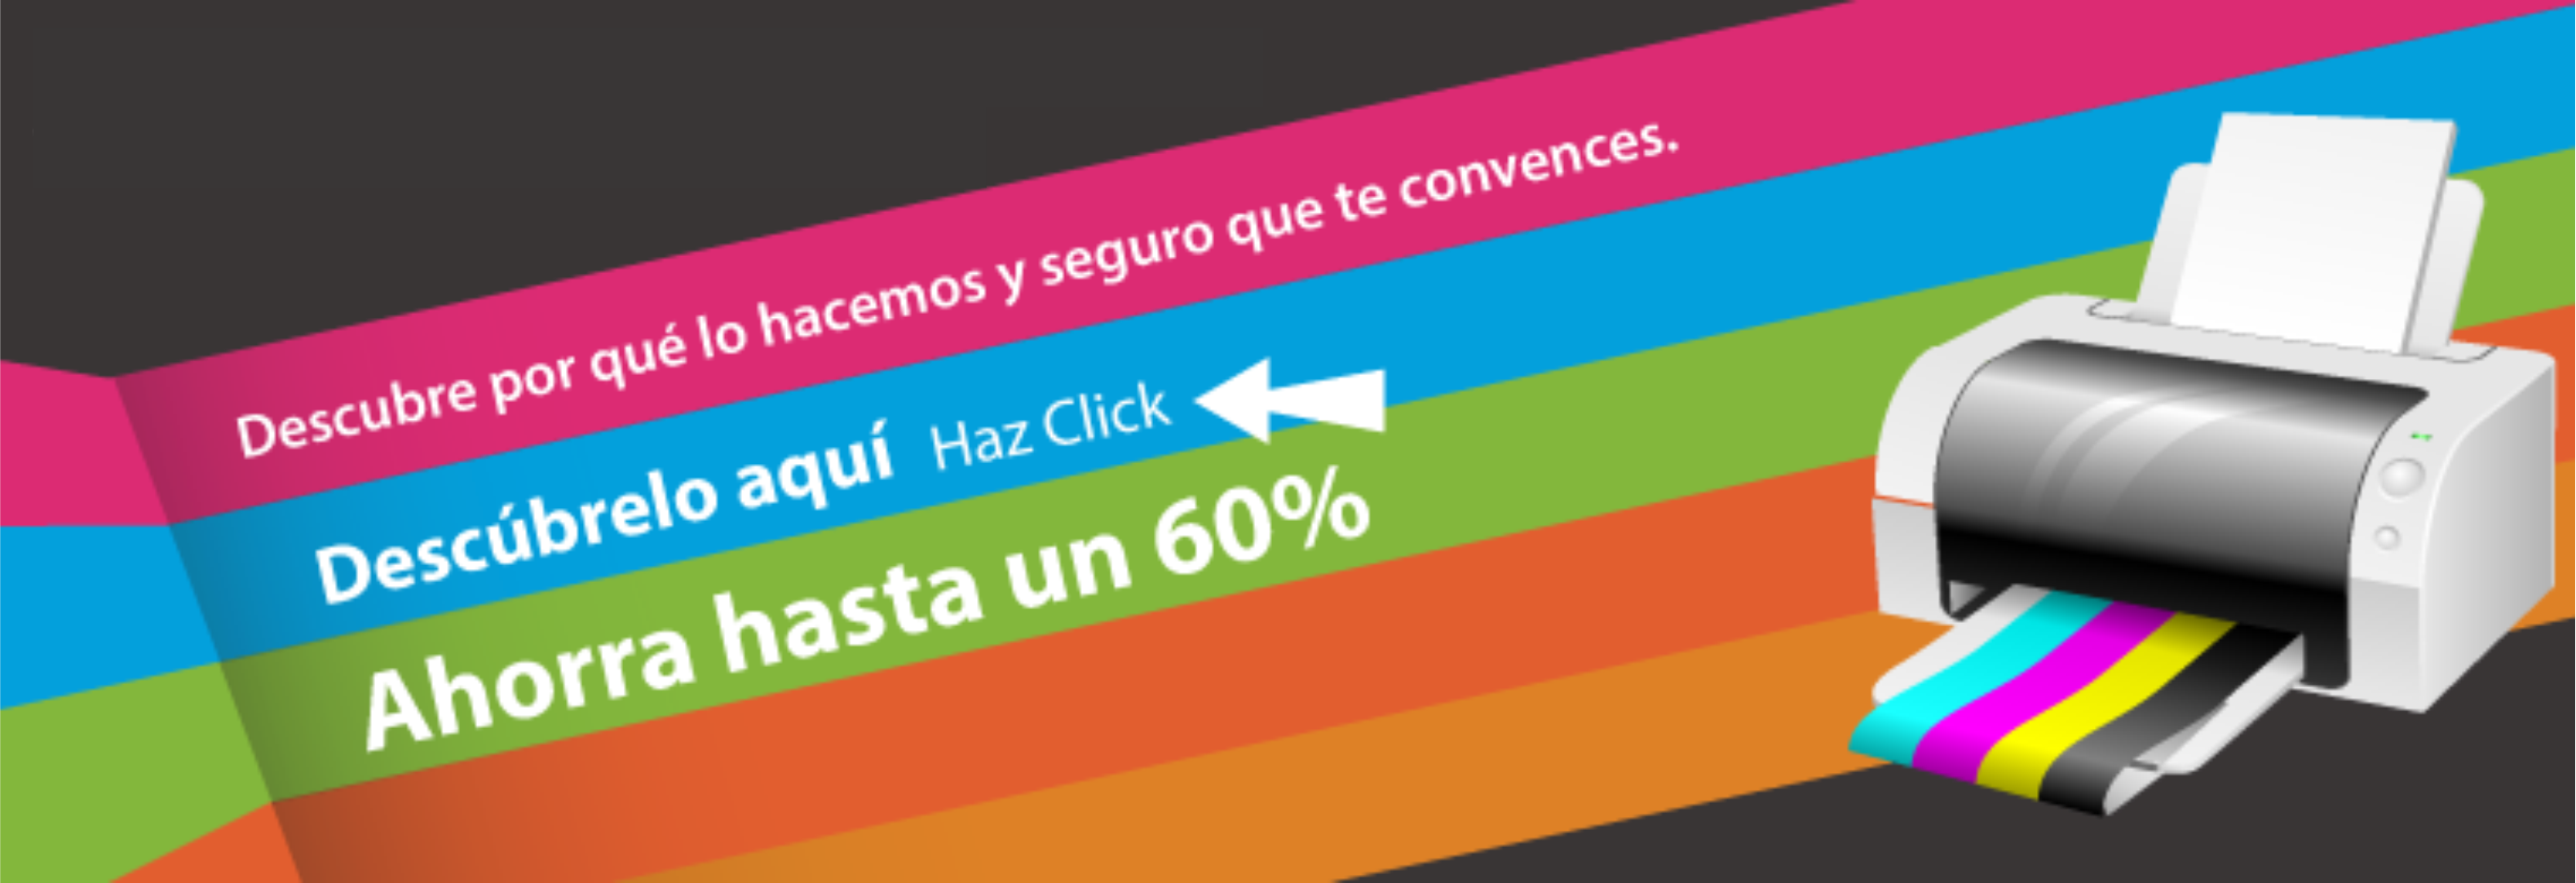 Descubre por qué lo hacemos y seguro que te convences.
Descúbrelo aquí Haz Click
Ahorra hasta un 60%